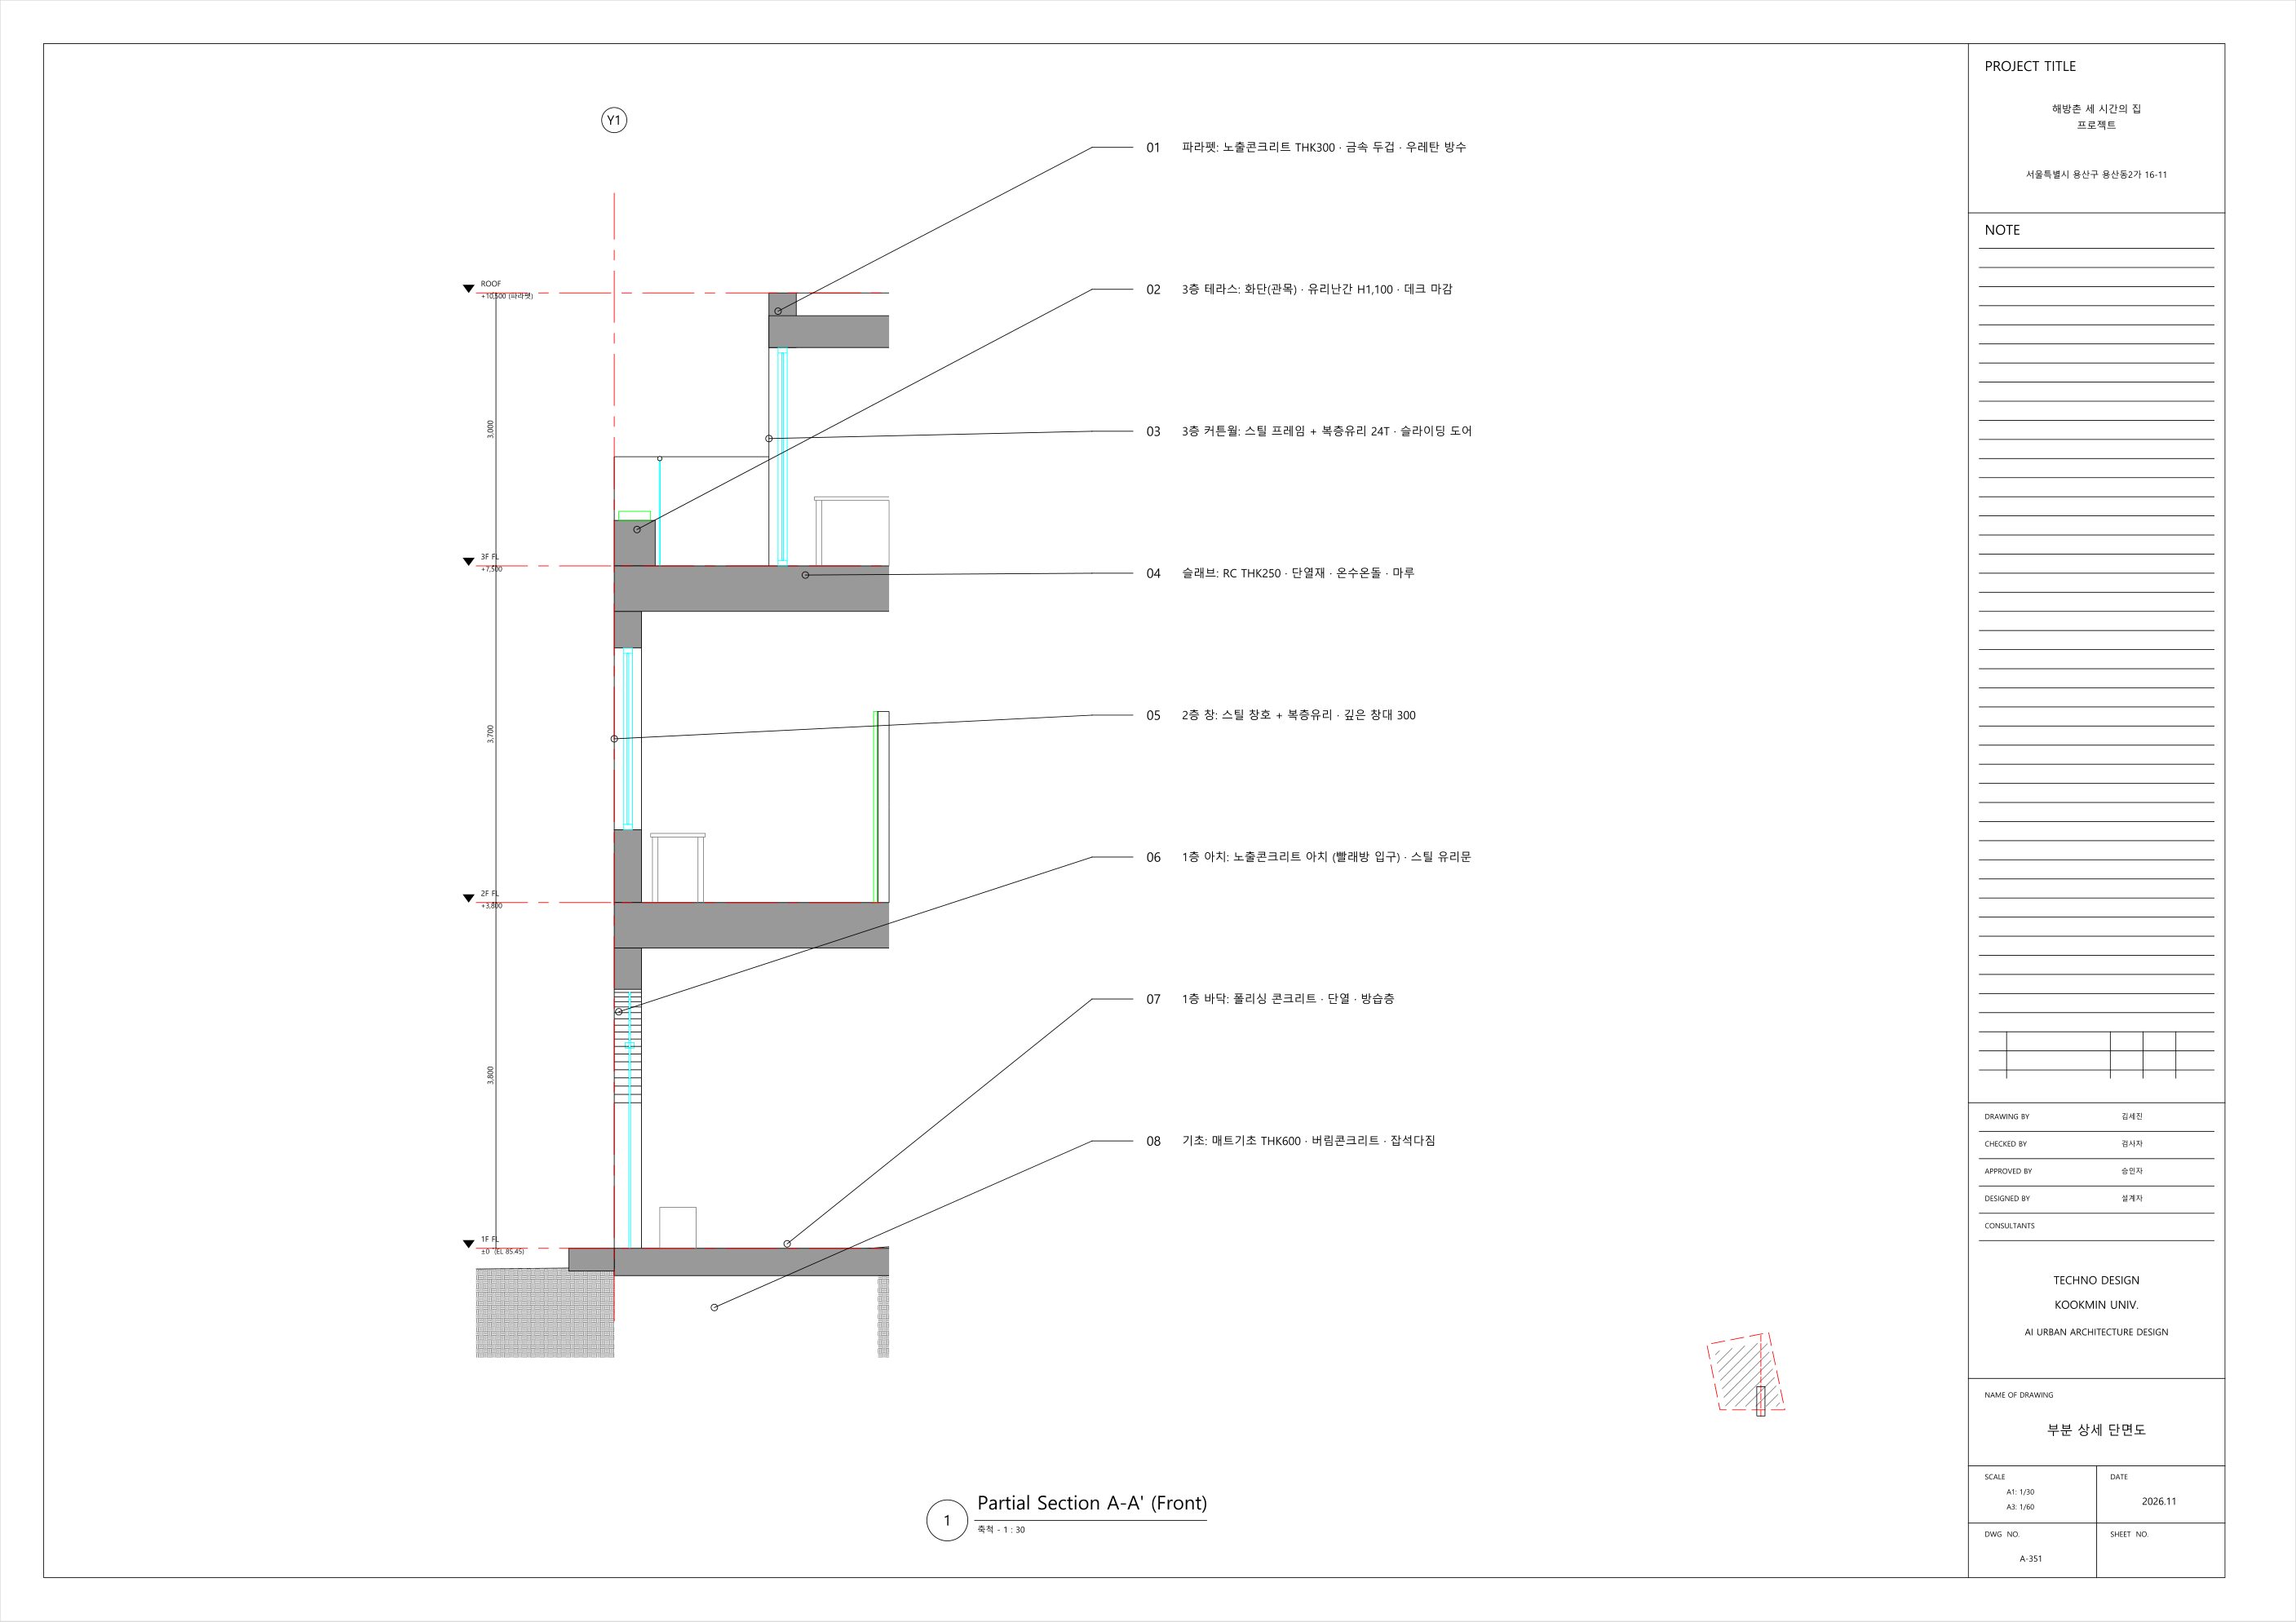 Y1
01 파라펫: 노출콘크리트 THK300 · 금속 두겁 · 우레탄 방수
02 3층 테라스: 화단(관목) · 유리난간 H1,100 · 데크 마감
03 3층 커튼월: 스틸 프레임 + 복층유리 24T · 슬라이딩 도어
04 슬래브: RC THK250 · 단열재 · 온수온돌 · 마루
05 2층 창: 스틸 창호 + 복층유리 · 깊은 창대 300
06 1층 아치: 노출콘크리트 아치 (빨래방 입구) · 스틸 유리문
07 1층 바닥: 폴리싱 콘크리트 · 단열 · 방습층
08 기초: 매트기초 THK600 · 버림콘크리트 · 잡석다짐
ROOF
+10,500 (파라펫)
3,000
3F FL
+7,500
3,700
2F FL
+3,800
3,800
1F FL
±0 (EL 85.45)
1
Partial Section A-A' (Front)
축척 - 1 : 30
PROJECT TITLE
해방촌 세 시간의 집
프로젝트
서울특별시 용산구 용산동2가 16-11
NOTE
DRAWING BY 김세진
CHECKED BY 검사자
APPROVED BY 승인자
DESIGNED BY 설계자
CONSULTANTS
TECHNO DESIGN
KOOKMIN UNIV.
AI URBAN ARCHITECTURE DESIGN
NAME OF DRAWING
부분 상세 단면도
SCALE
A1: 1/30
A3: 1/60
DATE
2026.11
DWG NO.
A-351
SHEET NO.